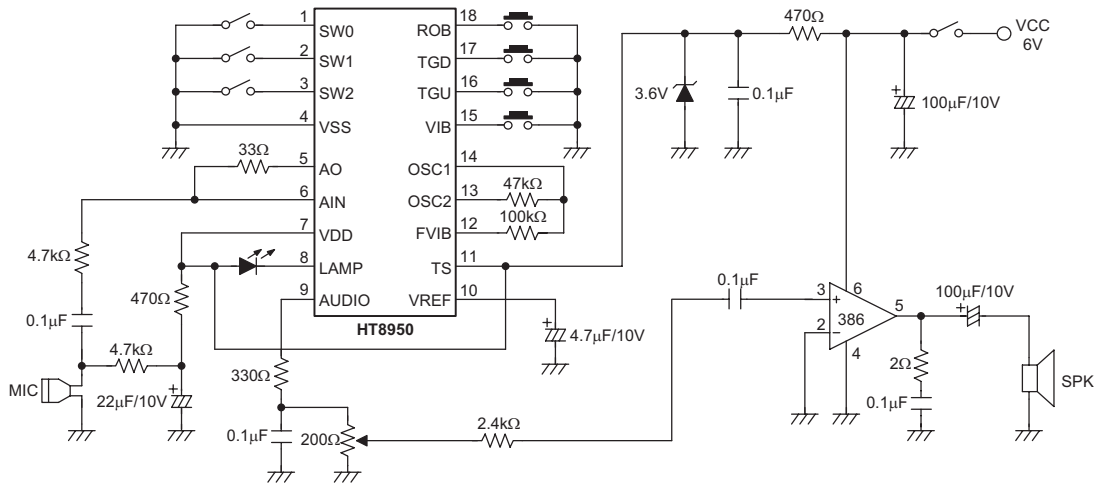 1 SW0
2 SW1
3 SW2
4 VSS
33Ω 5 AO
6 AIN
7 VDD
8 LAMP
9 AUDIO
18 ROB
17 TGD
16 TGU
15 VIB
14 OSC1
13 OSC2 47kΩ
12 FVIB 100kΩ
11 TS
10 VREF
HT8950
4.7kΩ
0.1μF
470Ω
4.7kΩ
MIC
+
22μF/10V
330Ω
0.1μF
200Ω
2.4kΩ
+
4.7μF/10V
3.6V
0.1μF
470Ω
+
100μF/10V
VCC
6V
0.1μF
3 +
2 −
386
6
5
4
100μF/10V
+
2Ω
0.1μF
SPK